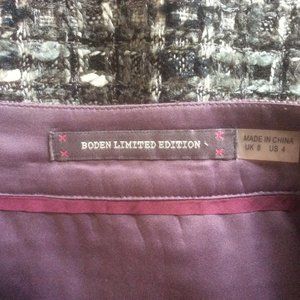 BODEN LIMITED EDITION
MADE IN CHINA
UK 8 US 4